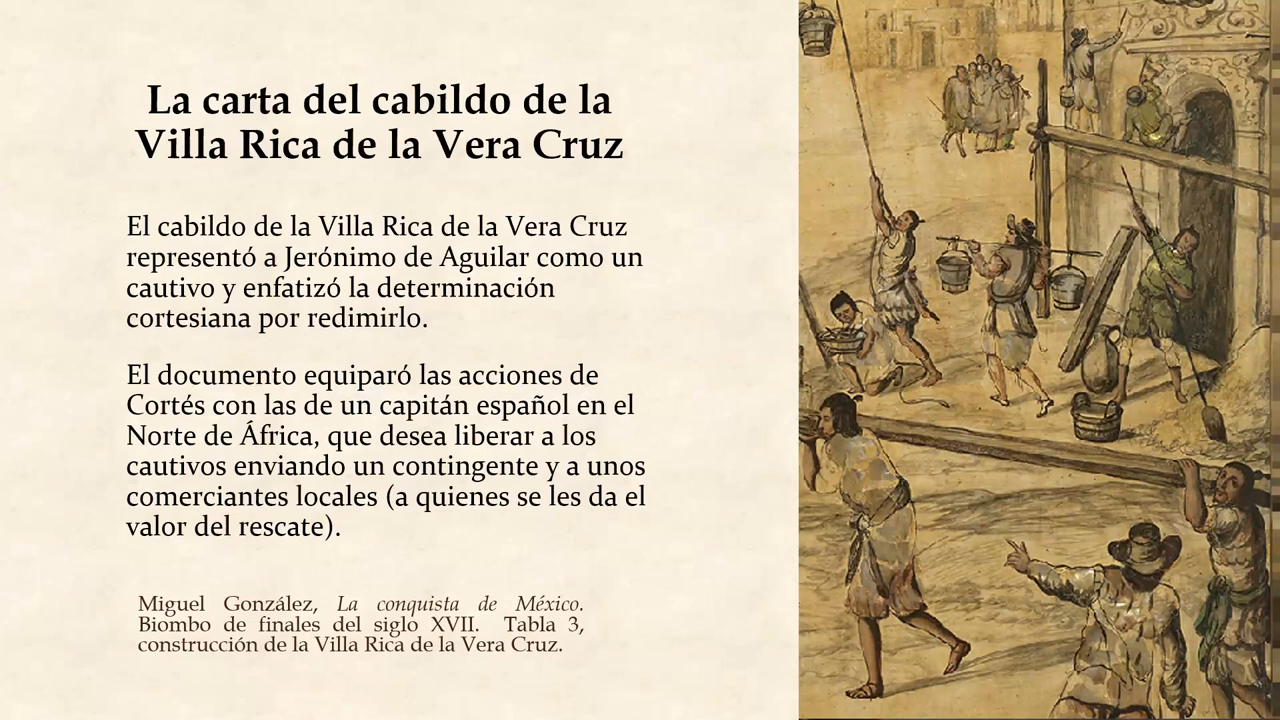 La carta del cabildo de la
Villa Rica de la Vera Cruz
El cabildo de la Villa Rica de la Vera Cruz
representó a Jerónimo de Aguilar como un
cautivo y enfatizó la determinación
cortesiana por redimirlo.
El documento equiparó las acciones de
Cortés con las de un capitán español en el
Norte de África, que desea liberar a los
cautivos enviando un contingente y a unos
comerciantes locales (a quienes se les da el
valor del rescate).
Miguel González, La conquista de México.
Biombo de finales del siglo XVII. Tabla 3,
construcción de la Villa Rica de la Vera Cruz.